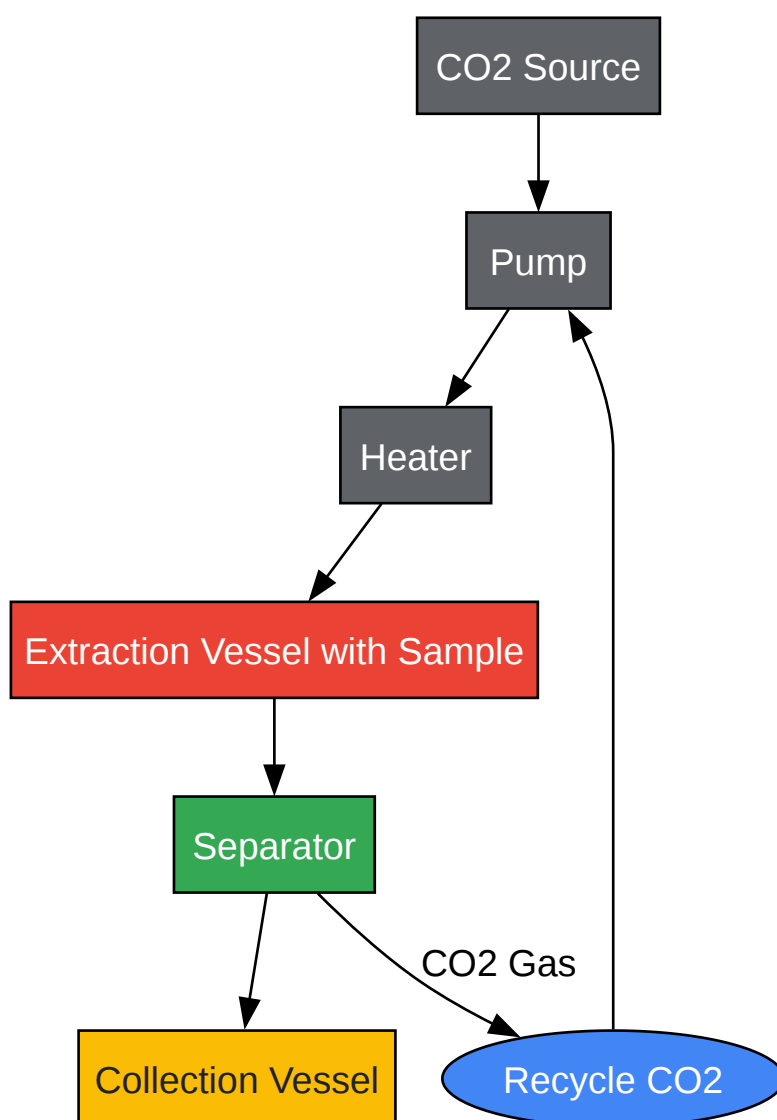 CO2 Source
Pump
Heater
Extraction Vessel with Sample
Separator
CO2 Gas
Collection Vessel
Recycle CO2